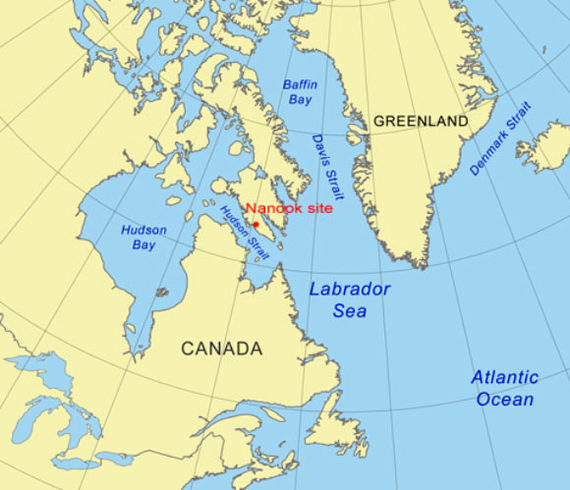 Baffin
Bay
GREENLAND
Denmark Strait
Davis Strait
Nanook site
Hudson Strait
Hudson
Bay
Labrador
Sea
CANADA
Atlantic
Ocean